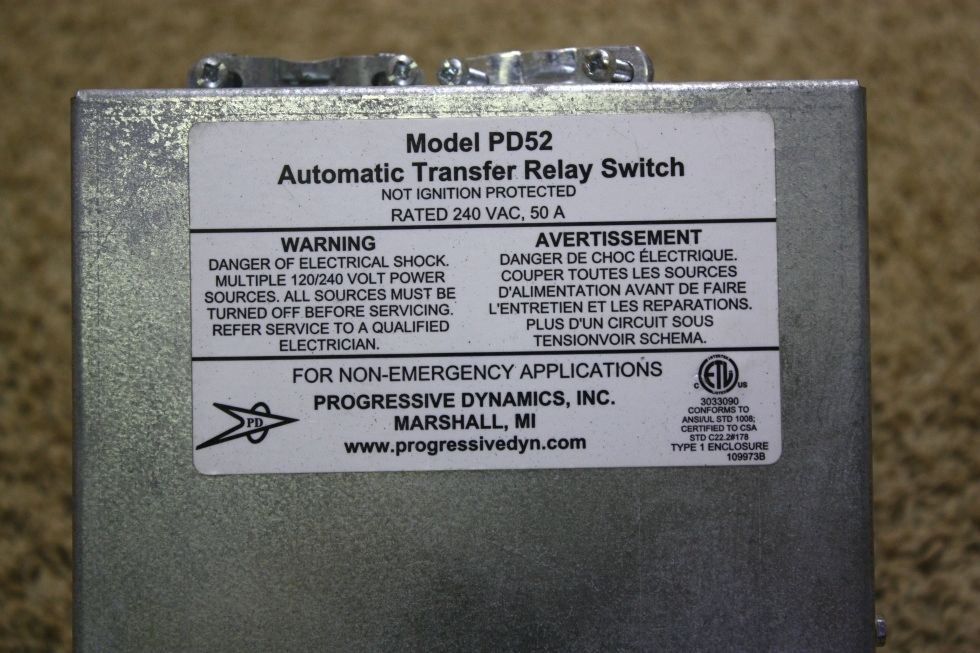 Model PD52
Automatic Transfer Relay Switch
NOT IGNITION PROTECTED
RATED 240 VAC, 50 A
WARNING
DANGER OF ELECTRICAL SHOCK.
MULTIPLE 120/240 VOLT POWER
SOURCES. ALL SOURCES MUST BE
TURNED OFF BEFORE SERVICING.
REFER SERVICE TO A QUALIFIED
ELECTRICIAN.
AVERTISSEMENT
DANGER DE CHOC ÉLECTRIQUE.
COUPER TOUTES LES SOURCES
D'ALIMENTATION AVANT DE FAIRE
L'ENTRETIEN ET LES REPARATIONS.
PLUS D'UN CIRCUIT SOUS
TENSIONVOIR SCHEMA.
FOR NON-EMERGENCY APPLICATIONS
PD
PROGRESSIVE DYNAMICS, INC.
MARSHALL, MI
www.progressivedyn.com
C ETL US
3033090
CONFORMS TO
ANSI/UL STD 1008;
CERTIFIED TO CSA
STD C22.2#178
TYPE 1 ENCLOSURE
109973B